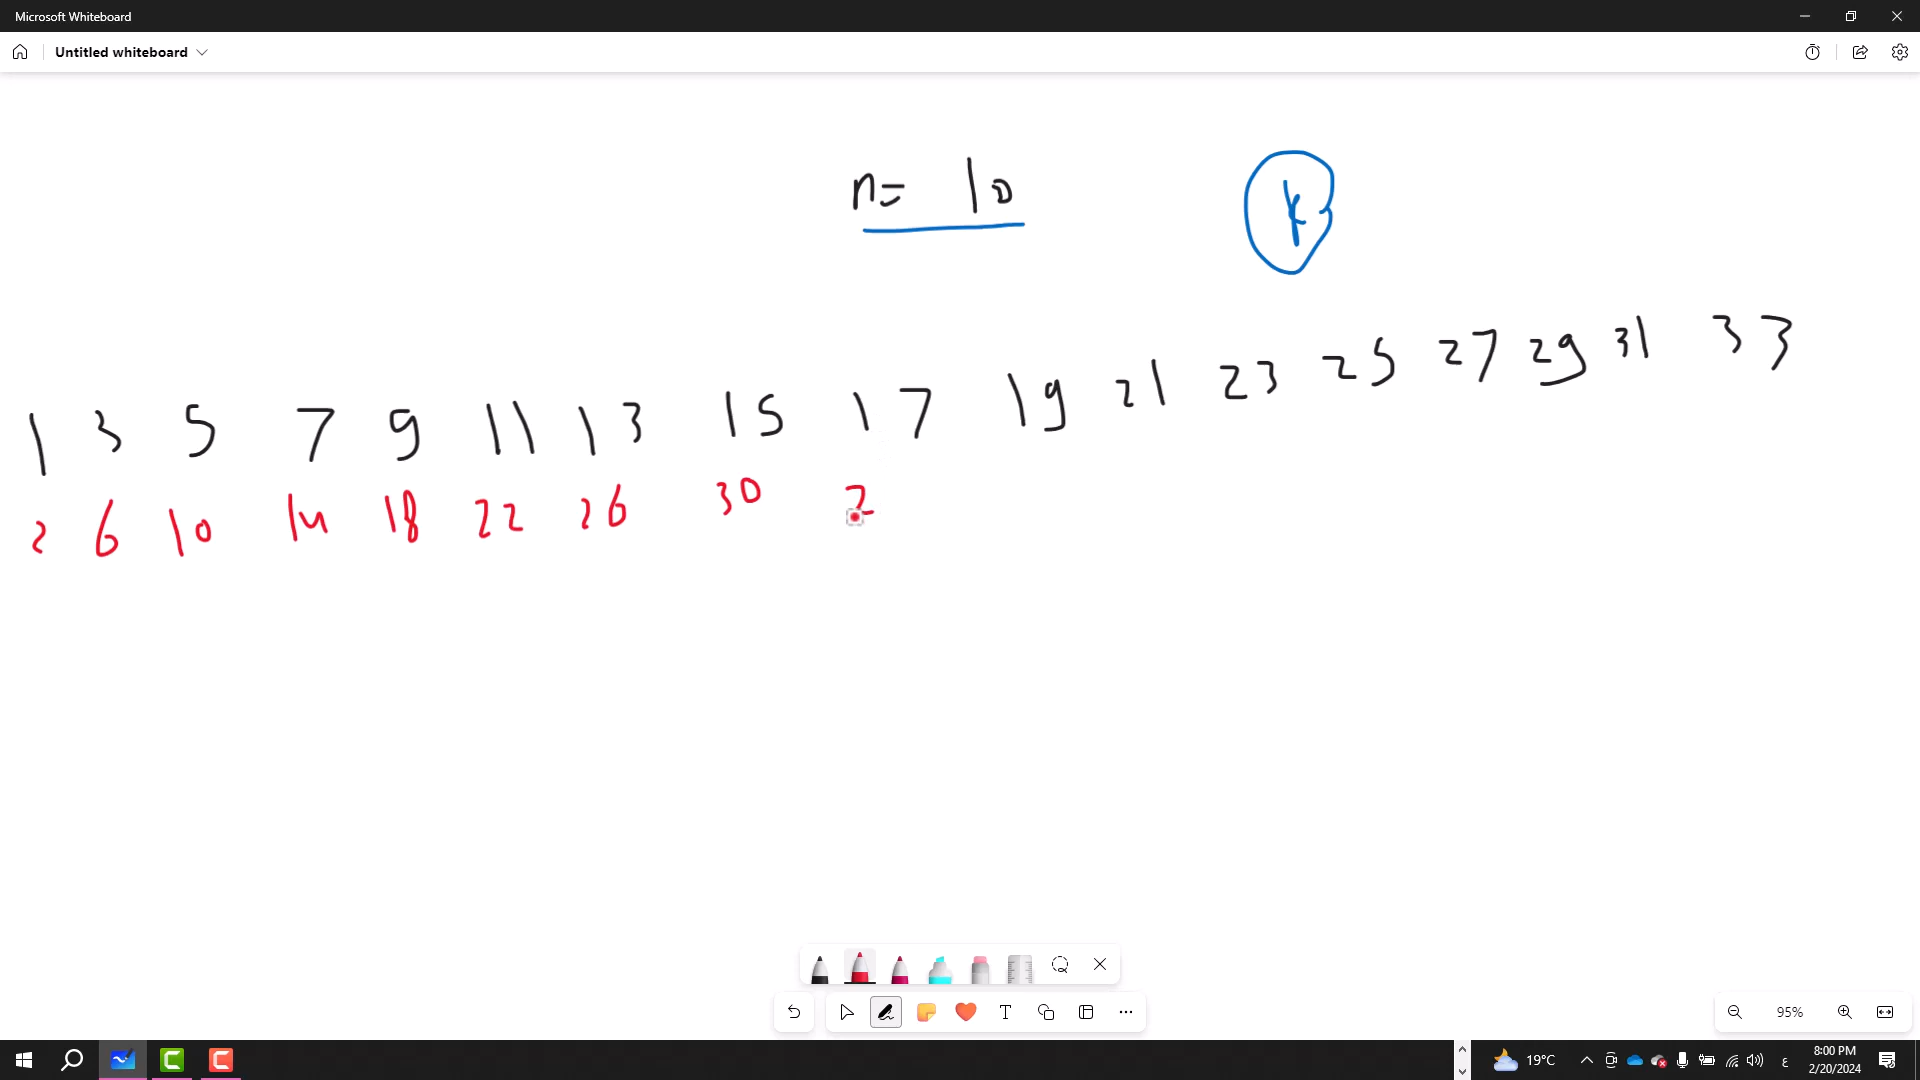 Microsoft Whiteboard
Untitled whiteboard
n= 10
k
1 3 5 7 9 11 13 15 17 19 21 23 25 27 29 31 33
2 6 10 14 18 22 26 30 2
T
95%
19°C
ع
8:00 PM
2/20/2024